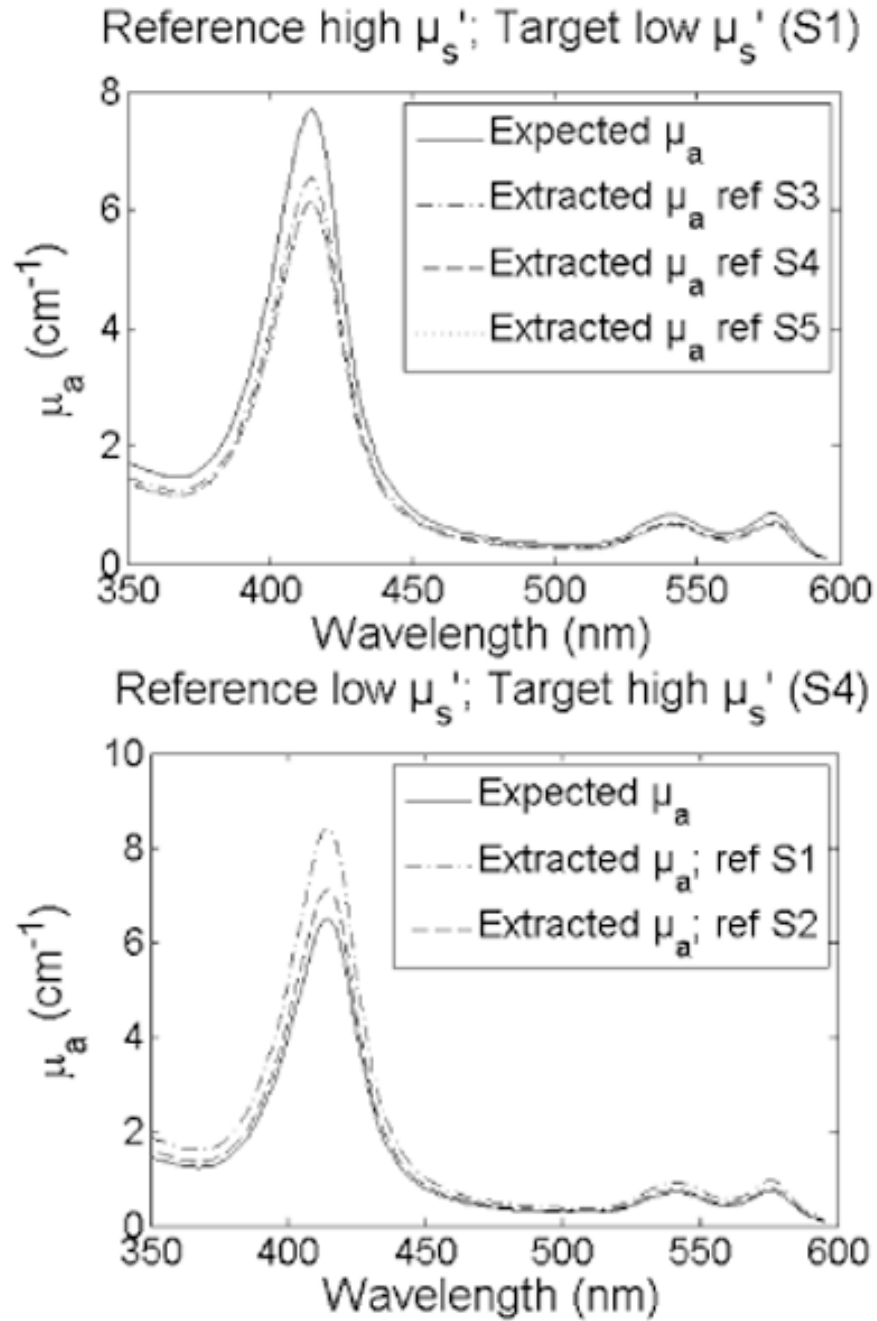 Reference high μs'; Target low μs' (S1)
8
6
4
2
0
μa (cm-1)
Expected μa
Extracted μa ref S3
Extracted μa ref S4
Extracted μa ref S5
350 400 450 500 550 600
Wavelength (nm)
Reference low μs'; Target high μs' (S4)
10
8
6
4
2
0
μa (cm-1)
Expected μa
Extracted μa; ref S1
Extracted μa; ref S2
350 400 450 500 550 600
Wavelength (nm)